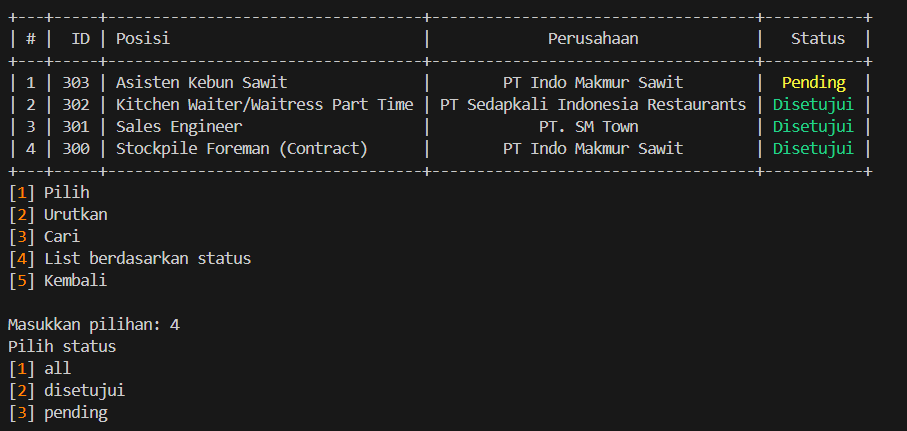 +---+-----+-----------------------------------+------------------------------------+-----------+
| # |  ID | Posisi                            |             Perusahaan             |   Status  |
+---+-----+-----------------------------------+------------------------------------+-----------+
| 1 | 303 | Asisten Kebun Sawit               |        PT Indo Makmur Sawit        |  Pending  |
| 2 | 302 | Kitchen Waiter/Waitress Part Time | PT Sedapkali Indonesia Restaurants | Disetujui |
| 3 | 301 | Sales Engineer                    |            PT. SM Town             | Disetujui |
| 4 | 300 | Stockpile Foreman (Contract)      |        PT Indo Makmur Sawit        | Disetujui |
+---+-----+-----------------------------------+------------------------------------+-----------+
[1] Pilih
[2] Urutkan
[3] Cari
[4] List berdasarkan status
[5] Kembali
Masukkan pilihan: 4
Pilih status
[1] all
[2] disetujui
[3] pending